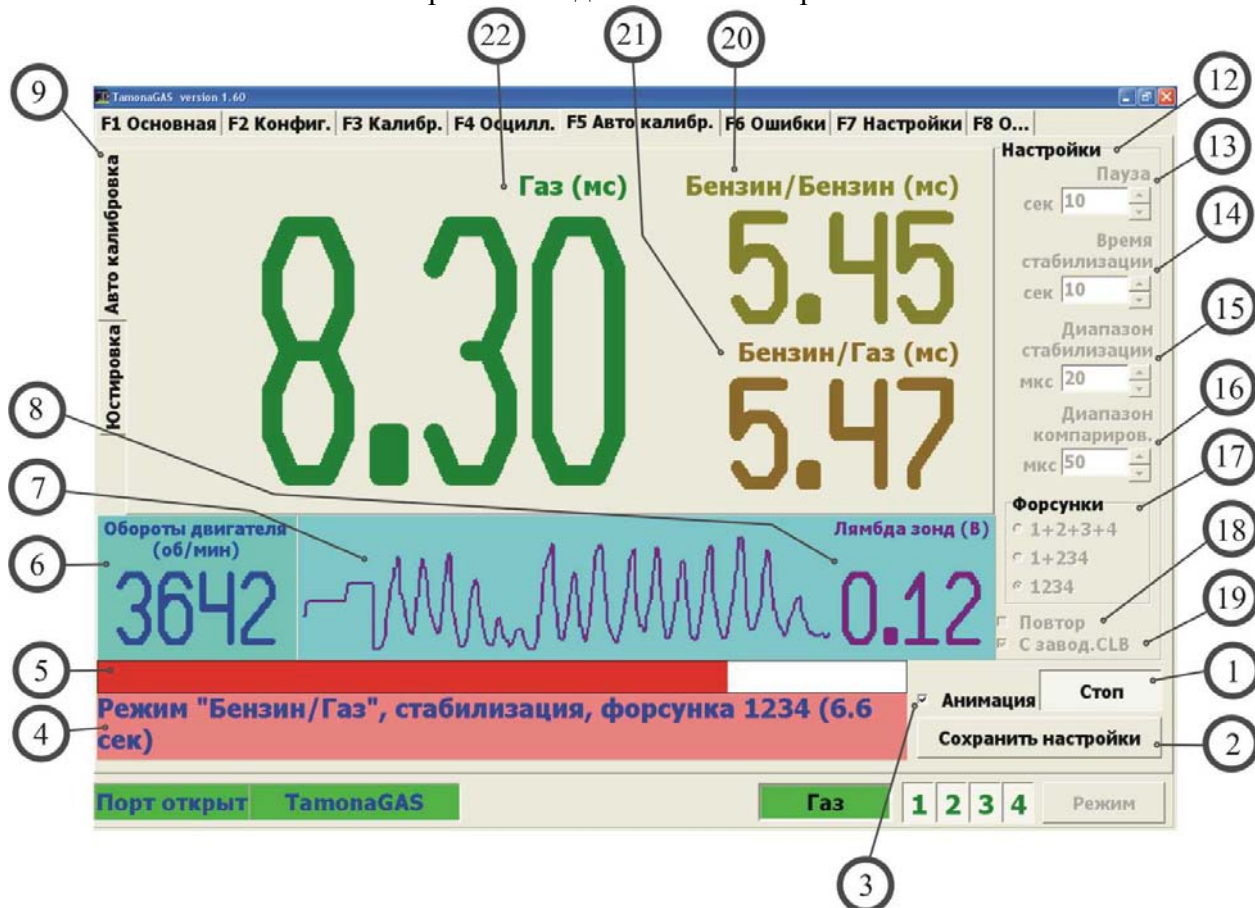 22
21
20
9
12
TamonaGAS version 1.60
F1 Основная F2 Конфиг. F3 Калибр. F4 Осцилл. F5 Авто калибр. F6 Ошибки F7 Настройки F8 О...
Авто калибровка
Юстировка
Газ (мс)
8.30
Бензин/Бензин (мс)
5.45
Бензин/Газ (мс)
5.47
Настройки
13
Пауза
сек 10
14
Время
стабилизации
сек 10
15
Диапазон
стабилизации
мкс 20
16
Диапазон
компариров.
мкс 50
17
Форсунки
1+2+3+4
1+234
1234
18
Повтор
19
С завод.CLB
8
7
6
Обороты двигателя
(об/мин)
3642
Лямбда зонд (В)
0.12
5
4
Режим "Бензин/Газ", стабилизация, форсунка 1234 (6.6
сек)
Анимация
Стоп
1
Сохранить настройки
2
Порт открыт TamonaGAS Газ 1 2 3 4 Режим
3